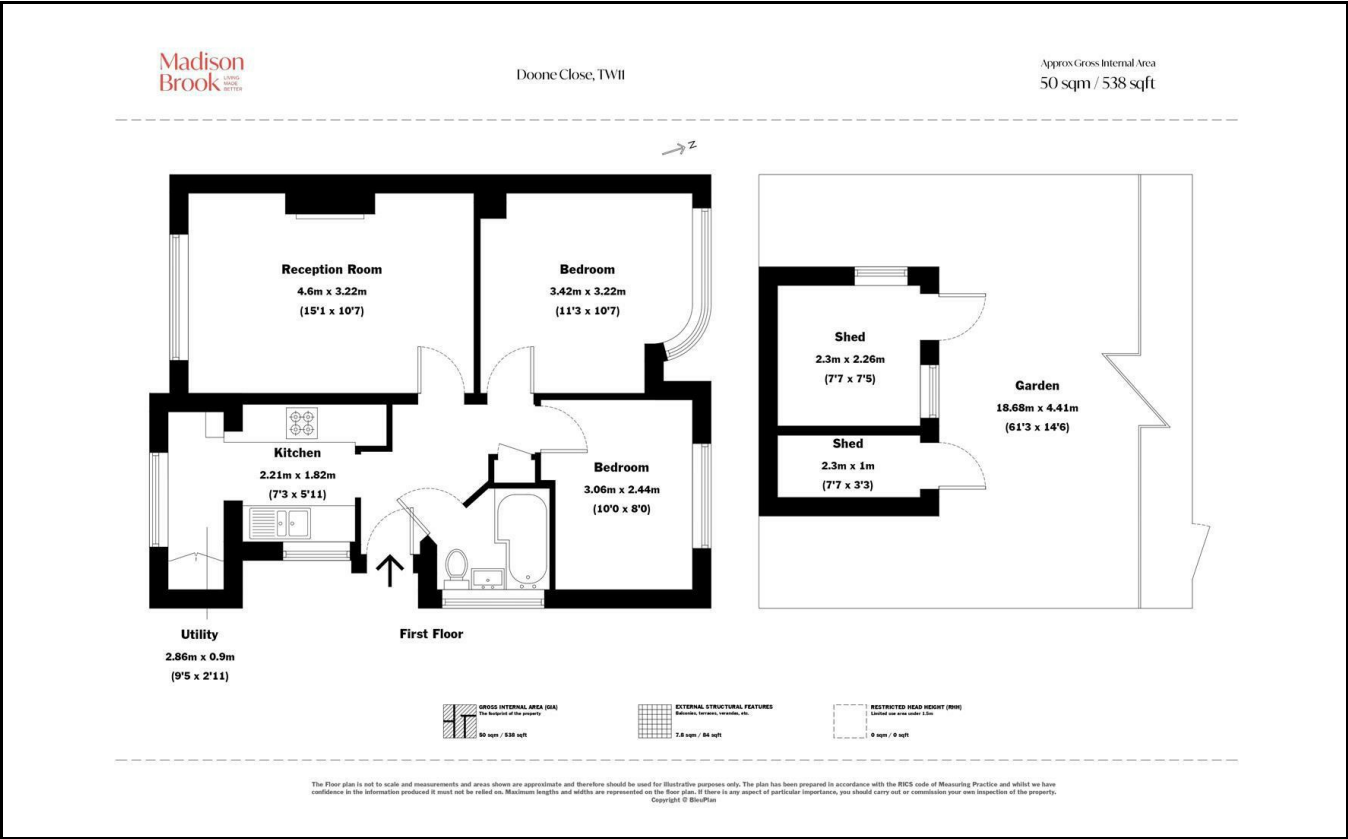 Madison
Brook LIVING MADE BETTER
Doone Close, TW11
Approx Gross Internal Area
50 sqm / 538 sqft
N
Reception Room
4.6m x 3.22m
(15'1 x 10'7)
Bedroom
3.42m x 3.22m
(11'3 x 10'7)
Shed
2.3m x 2.26m
(7'7 x 7'5)
Garden
18.68m x 4.41m
(61'3 x 14'6)
Kitchen
2.21m x 1.82m
(7'3 x 5'11)
Bedroom
3.06m x 2.44m
(10'0 x 8'0)
Shed
2.3m x 1m
(7'7 x 3'3)
Utility
2.86m x 0.9m
(9'5 x 2'11)
First Floor
GROSS INTERNAL AREA (GIA)
The footprint of the property
50 sqm / 538 sqft
EXTERNAL STRUCTURAL FEATURES
Balconies, terraces, verandas, etc.
7.8 sqm / 84 sqft
RESTRICTED HEAD HEIGHT (RHH)
Limited use area under 1.5m
0 sqm / 0 sqft
The Floor plan is not to scale and measurements and areas shown are approximate and therefore should be used for illustrative purposes only. The plan has been prepared in accordance with the RICS code of Measuring Practice and whilst we have
confidence in the information produced it must not be relied on. Maximum lengths and widths are represented on the floor plan. If there is any aspect of particular importance, you should carry out or commission your own inspection of the property.
Copyright @ BleuPlan